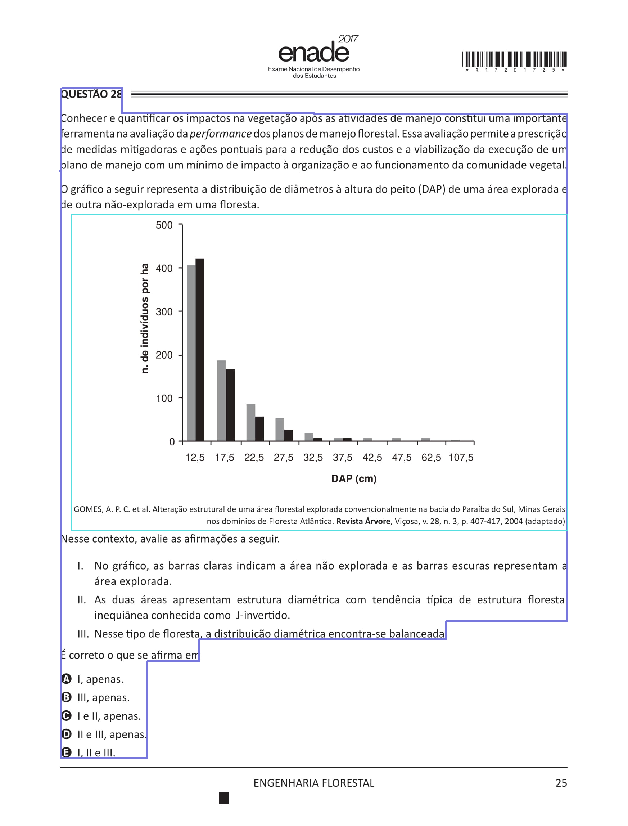 enade 2017
Exame Nacional de Desempenho
dos Estudantes
QUESTÃO 28
Conhecer e quantificar os impactos na vegetação após as atividades de manejo constitui uma importante
ferramenta na avaliação da performance dos planos de manejo florestal. Essa avaliação permite a prescrição
de medidas mitigadoras e ações pontuais para a redução dos custos e a viabilização da execução de um
plano de manejo com um mínimo de impacto à organização e ao funcionamento da comunidade vegetal.
O gráfico a seguir representa a distribuição de diâmetros à altura do peito (DAP) de uma área explorada e
de outra não-explorada em uma floresta.
500
400
300
200
100
0
n. de indivíduos por ha
12,5 17,5 22,5 27,5 32,5 37,5 42,5 47,5 62,5 107,5
DAP (cm)
GOMES, A. P. C. et al. Alteração estrutural de uma área florestal explorada convencionalmente na bacia do Paraíba do Sul, Minas Gerais
nos domínios de Floresta Atlântica. Revista Árvore, Viçosa, v. 28, n. 3, p. 407-417, 2004 (adaptado)
Nesse contexto, avalie as afirmações a seguir.
I. No gráfico, as barras claras indicam a área não explorada e as barras escuras representam a
área explorada.
II. As duas áreas apresentam estrutura diamétrica com tendência típica de estrutura floresta
inequiânea conhecida como J-invertido.
III. Nesse tipo de floresta, a distribuição diamétrica encontra-se balanceada
É correto o que se afirma em
A I, apenas.
B III, apenas.
C I e II, apenas.
D II e III, apenas.
E I, II e III.
ENGENHARIA FLORESTAL 25